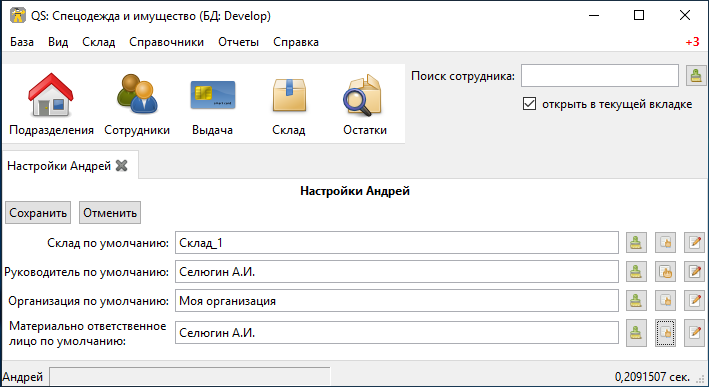 QS: Спецодежда и имущество (БД: Develop)
База Вид Склад Справочники Отчеты Справка +3
Поиск сотрудника:
открыть в текущей вкладке
Подразделения Сотрудники Выдача Склад Остатки
Настройки Андрей
Настройки Андрей
Сохранить Отменить
Склад по умолчанию: Склад_1
Руководитель по умолчанию: Селюгин А.И.
Организация по умолчанию: Моя организация
Материально ответственное
лицо по умолчанию: Селюгин А.И.
Андрей 0,2091507 сек.